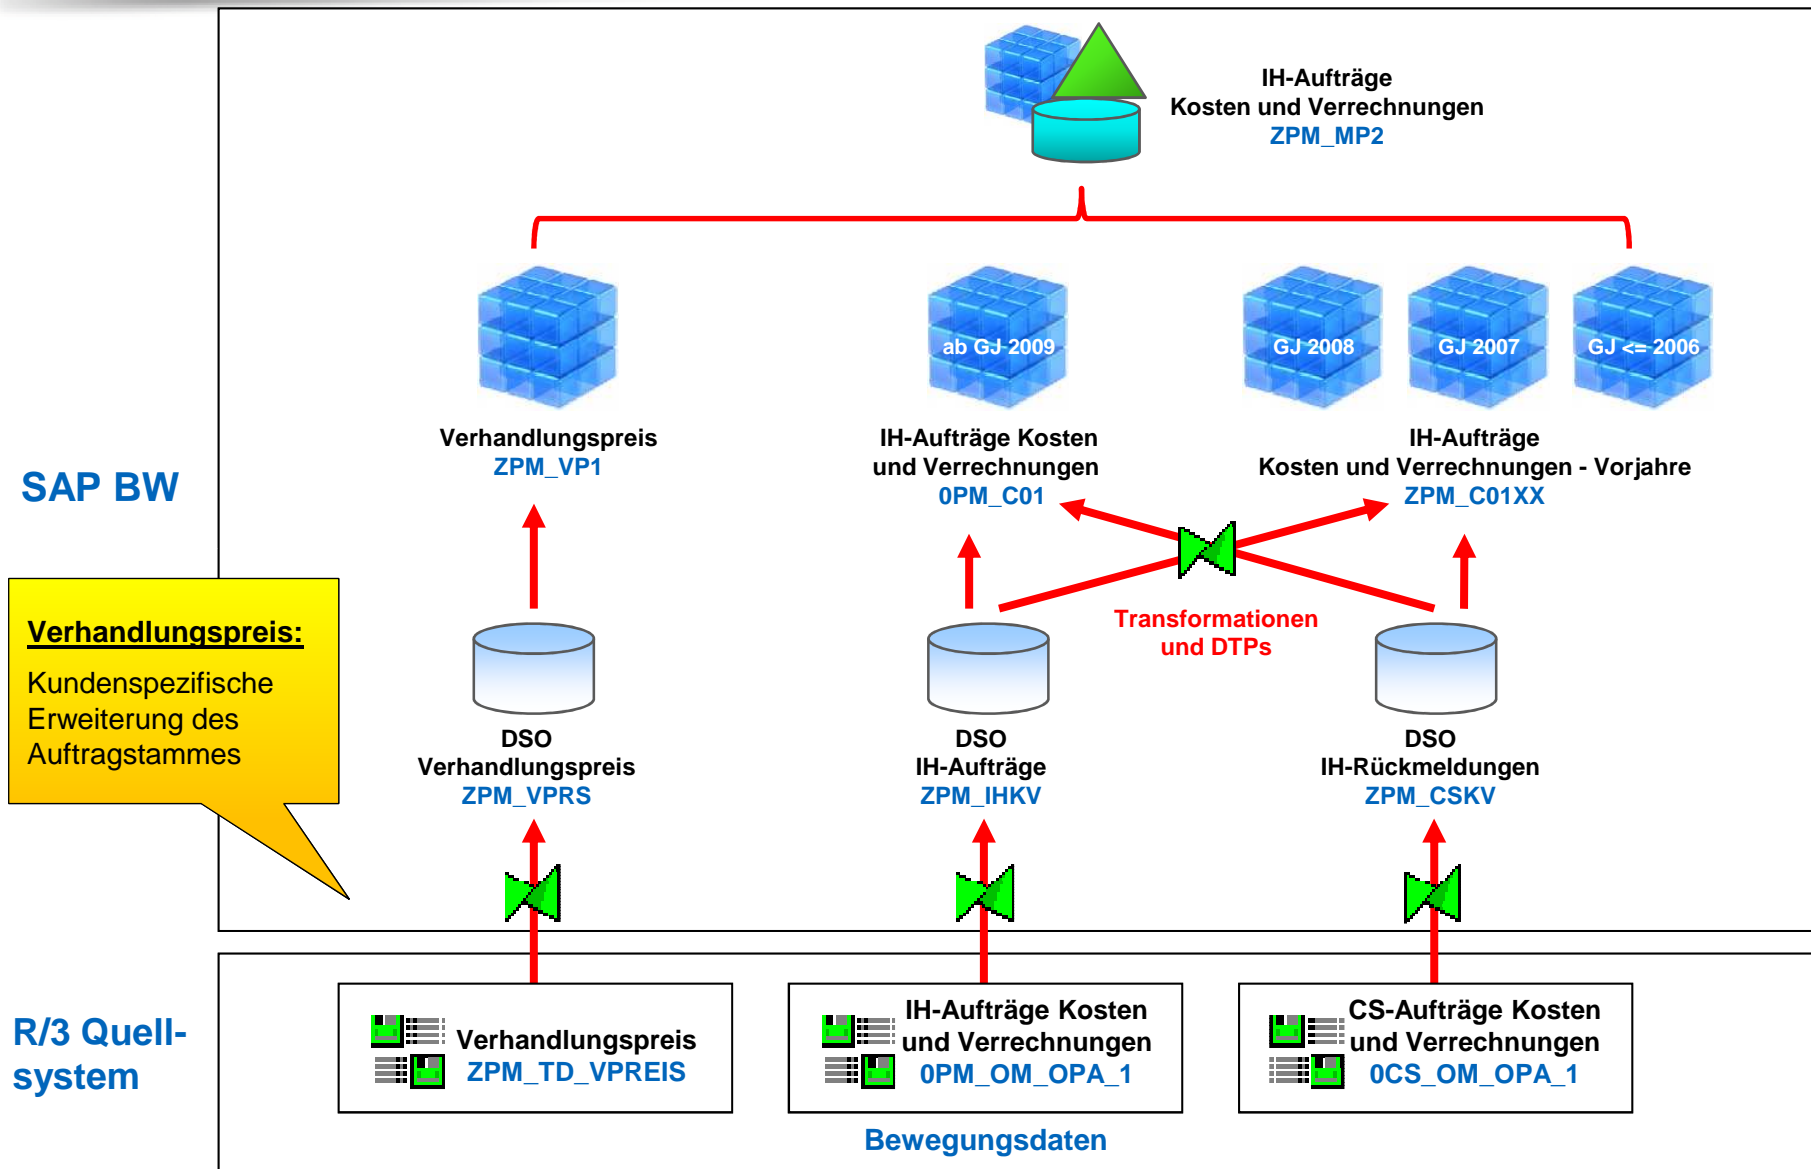 IH-Aufträge
Kosten und Verrechnungen
ZPM_MP2
ab GJ 2009
GJ 2008
GJ 2007
GJ <= 2006
Verhandlungspreis
ZPM_VP1
IH-Aufträge Kosten
und Verrechnungen
0PM_C01
IH-Aufträge
Kosten und Verrechnungen - Vorjahre
ZPM_C01XX
SAP BW
Transformationen
und DTPs
Verhandlungspreis:
Kundenspezifische
Erweiterung des
Auftragstammes
DSO
Verhandlungspreis
ZPM_VPRS
DSO
IH-Aufträge
ZPM_IHKV
DSO
IH-Rückmeldungen
ZPM_CSKV
R/3 Quell-
system
Verhandlungspreis
ZPM_TD_VPREIS
IH-Aufträge Kosten
und Verrechnungen
0PM_OM_OPA_1
CS-Aufträge Kosten
und Verrechnungen
0CS_OM_OPA_1
Bewegungsdaten